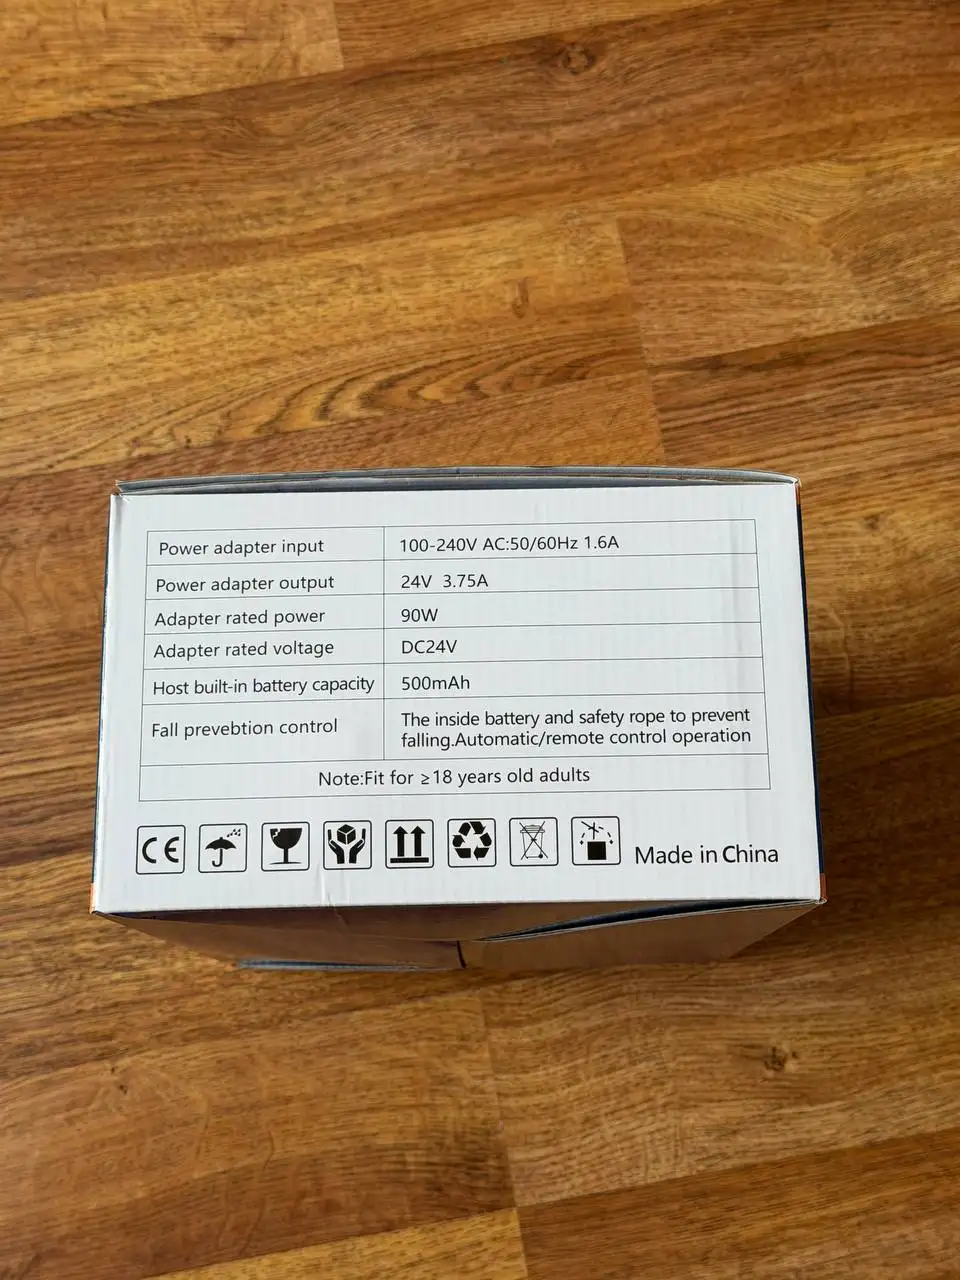 Power adapter input 100-240V AC:50/60Hz 1.6A
Power adapter output 24V 3.75A
Adapter rated power 90W
Adapter rated voltage DC24V
Host built-in battery capacity 500mAh
Fall prevebtion control The inside battery and safety rope to prevent
falling.Automatic/remote control operation
Note:Fit for ≥18 years old adults
CE
Made in China